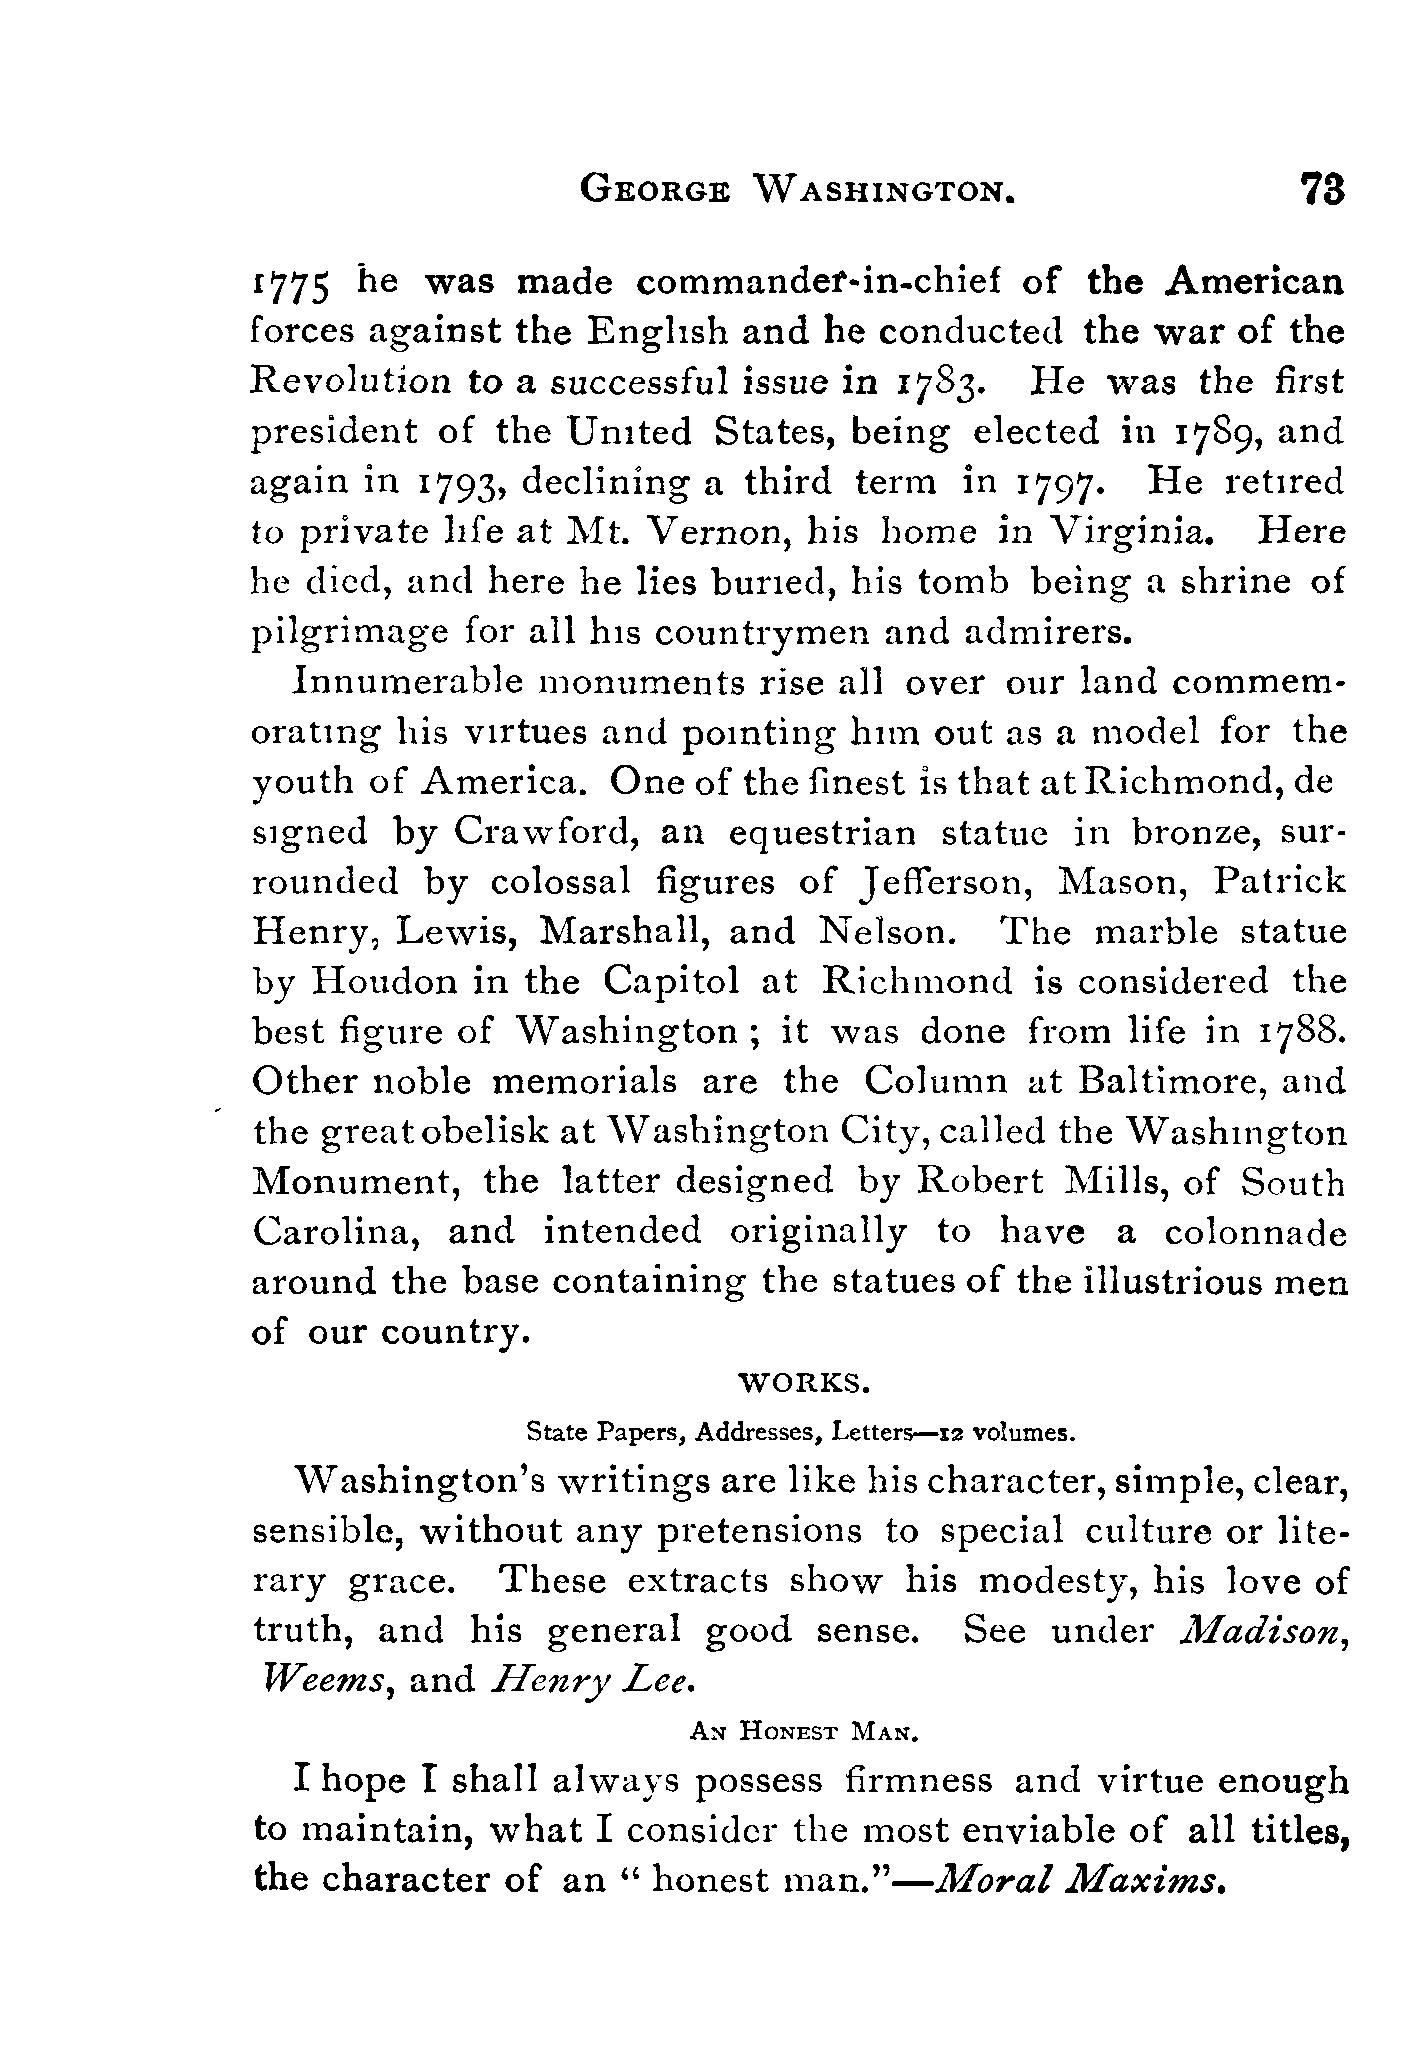 George Washington. 73
1775 he was made commander-in-chief of the American
forces against the English and he conducted the war of the
Revolution to a successful issue in 1783. He was the first
president of the United States, being elected in 1789, and
again in 1793, declining a third term in 1797. He retired
to private life at Mt. Vernon, his home in Virginia. Here
he died, and here he lies buried, his tomb being a shrine of
pilgrimage for all his countrymen and admirers.
Innumerable monuments rise all over our land commem-
orating his virtues and pointing him out as a model for the
youth of America. One of the finest is that at Richmond, de
signed by Crawford, an equestrian statue in bronze, sur-
rounded by colossal figures of Jefferson, Mason, Patrick
Henry, Lewis, Marshall, and Nelson. The marble statue
by Houdon in the Capitol at Richmond is considered the
best figure of Washington ; it was done from life in 1788.
Other noble memorials are the Column at Baltimore, and
the great obelisk at Washington City, called the Washington
Monument, the latter designed by Robert Mills, of South
Carolina, and intended originally to have a colonnade
around the base containing the statues of the illustrious men
of our country.
WORKS.
State Papers, Addresses, Letters—12 volumes.
Washington's writings are like his character, simple, clear,
sensible, without any pretensions to special culture or lite-
rary grace. These extracts show his modesty, his love of
truth, and his general good sense. See under Madison,
Weems, and Henry Lee.
An Honest Man.
I hope I shall always possess firmness and virtue enough
to maintain, what I consider the most enviable of all titles,
the character of an " honest man."—Moral Maxims.